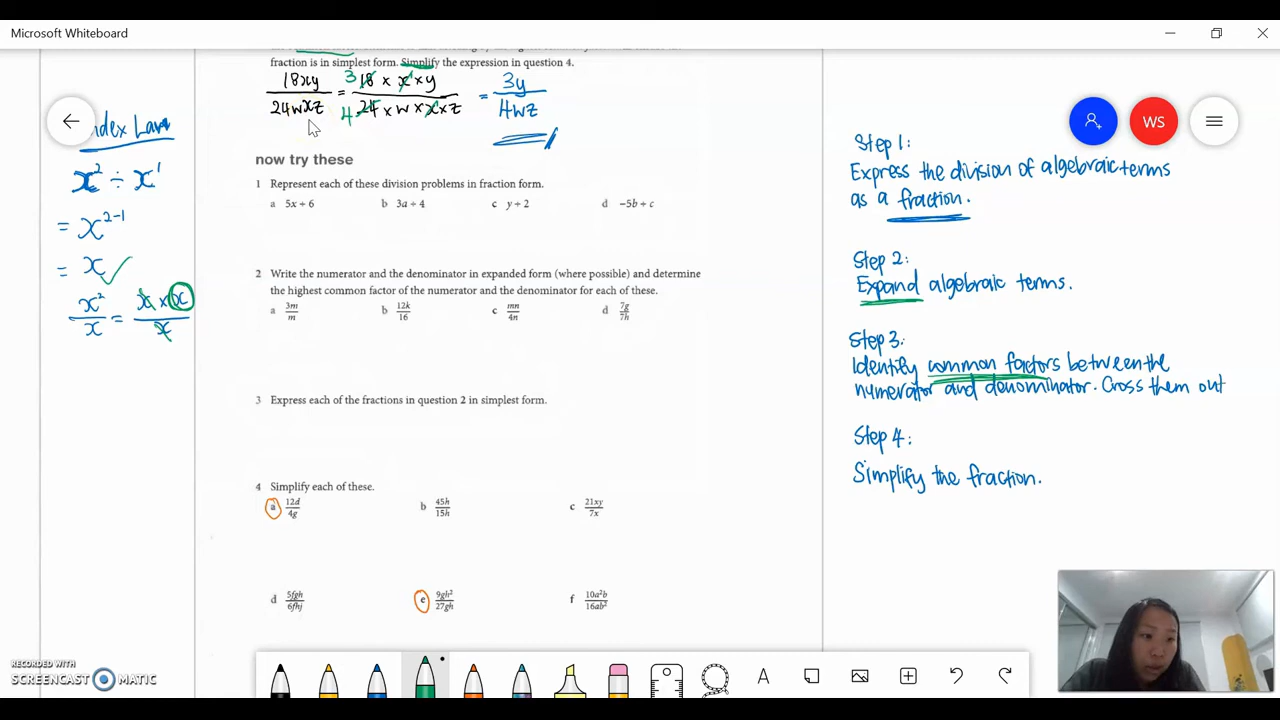 Microsoft Whiteboard
fraction is in simplest form. Simplify the expression in question 4.
18xy / 24wxz = 3 18 × x × y / 4 24 × w × x × z = 3y / 4wz
Index Law
x² ÷ x¹
= x²⁻¹
= x ✓
x² / x = x × x / x
now try these
1 Represent each of these division problems in fraction form.
a 5x ÷ 6 b 3a ÷ 4 c y ÷ 2 d −5b ÷ c
2 Write the numerator and the denominator in expanded form (where possible) and determine
the highest common factor of the numerator and the denominator for each of these.
a 3m/m b 12k/16 c mn/4n d 7g/7h
3 Express each of the fractions in question 2 in simplest form.
4 Simplify each of these.
a 12d/4g b 45h/15h c 21xy/7x
d 5fgh/6fhj e 9gh²/27gh f 10a²b/16ab²
WS
Step 1:
Express the division of algebraic terms
as a fraction.
Step 2:
Expand algebraic terms.
Step 3:
Identify common factors between the
numerator and denominator. Cross them out
Step 4:
Simplify the fraction.
RECORDED WITH
SCREENCAST MATIC
A